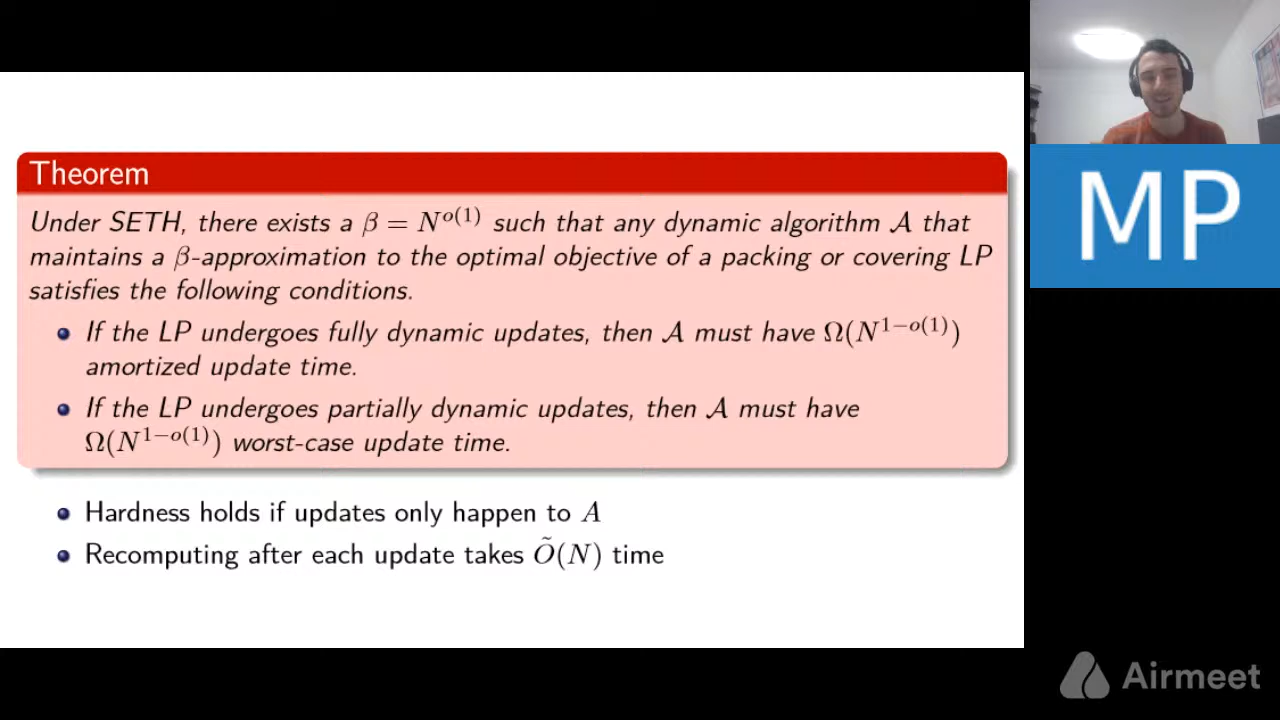 Theorem
Under SETH, there exists a β = N^{o(1)} such that any dynamic algorithm 𝒜 that
maintains a β-approximation to the optimal objective of a packing or covering LP
satisfies the following conditions.
If the LP undergoes fully dynamic updates, then 𝒜 must have Ω(N^{1−o(1)})
amortized update time.
If the LP undergoes partially dynamic updates, then 𝒜 must have
Ω(N^{1−o(1)}) worst-case update time.
Hardness holds if updates only happen to A
Recomputing after each update takes Õ(N) time
MP
Airmeet